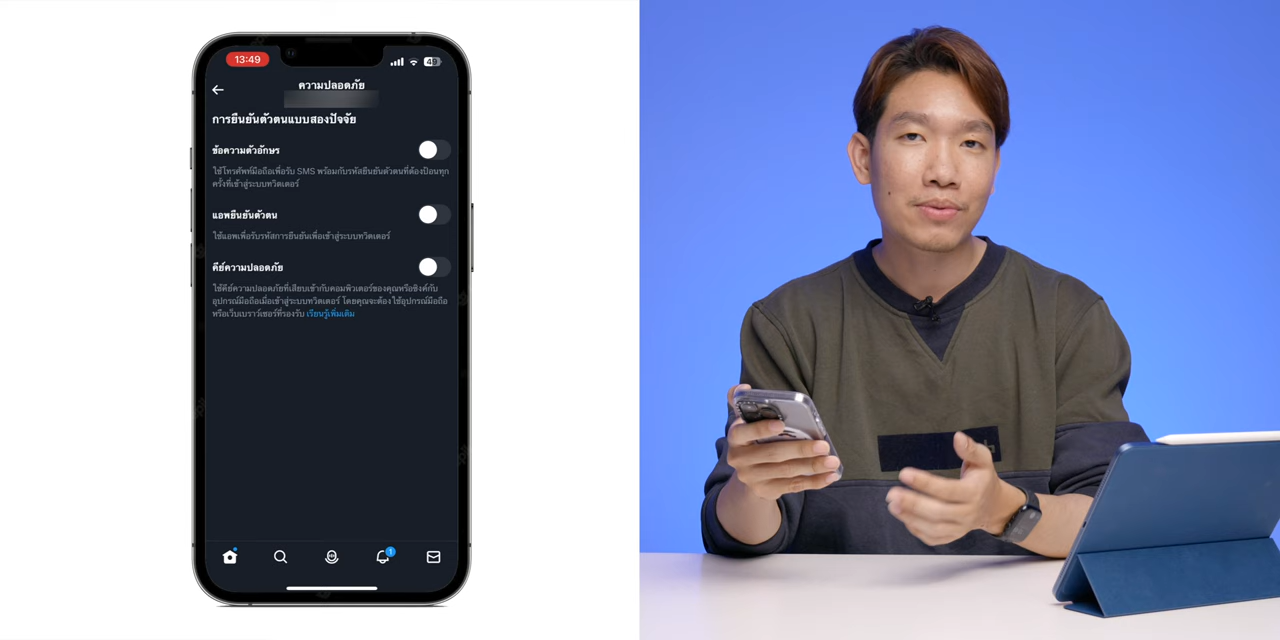 13:49
49
ความปลอดภัย
การยืนยันตัวตนแบบสองปัจจัย
ข้อความตัวอักษร
ใช้โทรศัพท์มือถือเพื่อรับ SMS พร้อมกับรหัสยืนยันตัวตนที่ต้องป้อนทุก
ครั้งที่เข้าสู่ระบบทวิตเตอร์
แอพยืนยันตัวตน
ใช้แอพเพื่อรับรหัสการยืนยันเพื่อเข้าสู่ระบบทวิตเตอร์
คีย์ความปลอดภัย
ใช้คีย์ความปลอดภัยที่เสียบเข้ากับคอมพิวเตอร์ของคุณหรือซิงค์กับ
อุปกรณ์มือถือเมื่อเข้าสู่ระบบทวิตเตอร์ โดยคุณจะต้องใช้อุปกรณ์มือถือ
หรือเว็บเบราว์เซอร์ที่รองรับ เรียนรู้เพิ่มเติม
1